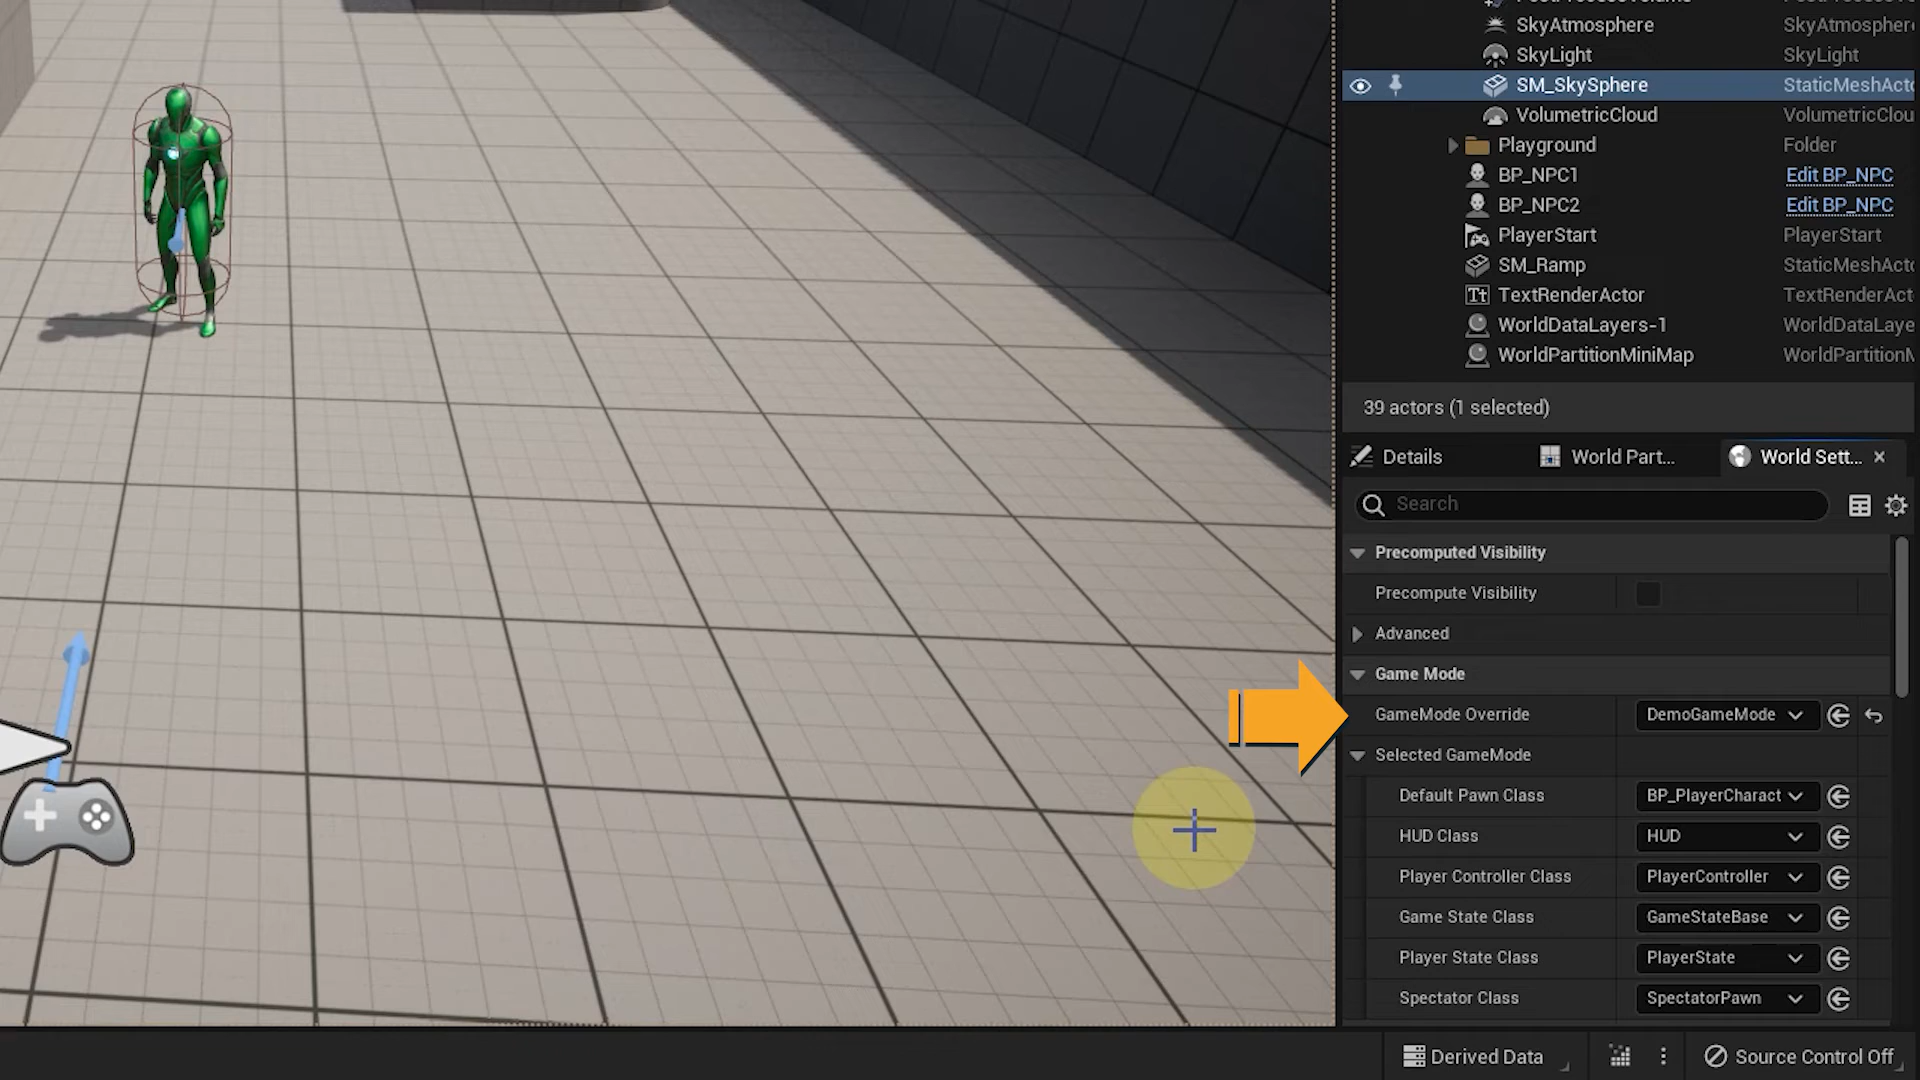 SkyAtmosphere SkyAtmospher
SkyLight SkyLight
SM_SkySphere StaticMeshActo
VolumetricCloud VolumetricClou
Playground Folder
BP_NPC1 Edit BP_NPC
BP_NPC2 Edit BP_NPC
PlayerStart PlayerStart
SM_Ramp StaticMeshActo
TextRenderActor TextRenderAct
WorldDataLayers-1 WorldDataLaye
WorldPartitionMiniMap WorldPartitionM
39 actors (1 selected)
Details World Part... World Sett...
Search
Precomputed Visibility
Precompute Visibility
Advanced
Game Mode
GameMode Override DemoGameMode
Selected GameMode
Default Pawn Class BP_PlayerCharact
HUD Class HUD
Player Controller Class PlayerController
Game State Class GameStateBase
Player State Class PlayerState
Spectator Class SpectatorPawn
Derived Data Source Control Off